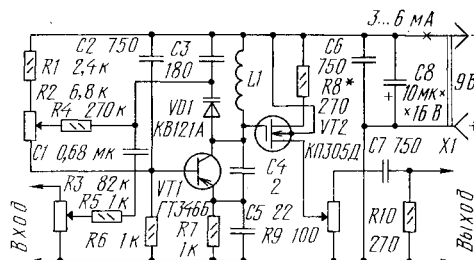 3...6 мА
C2 750
C3
180
C6
750
R1
2,4к
R2
6,8к
R4
270к
L1
R8*
270
C8
10мк×
×16В
9В
+
VD1
КВ121А
VT2
КП305Д
X1
C1 0,68 мк
C4
2
C7 750
R3 82к
R5 1к
VT1
ГТ346Б
Вход
R6 1к
R7
1к
C5 22
R9 100
R10
270
Выход